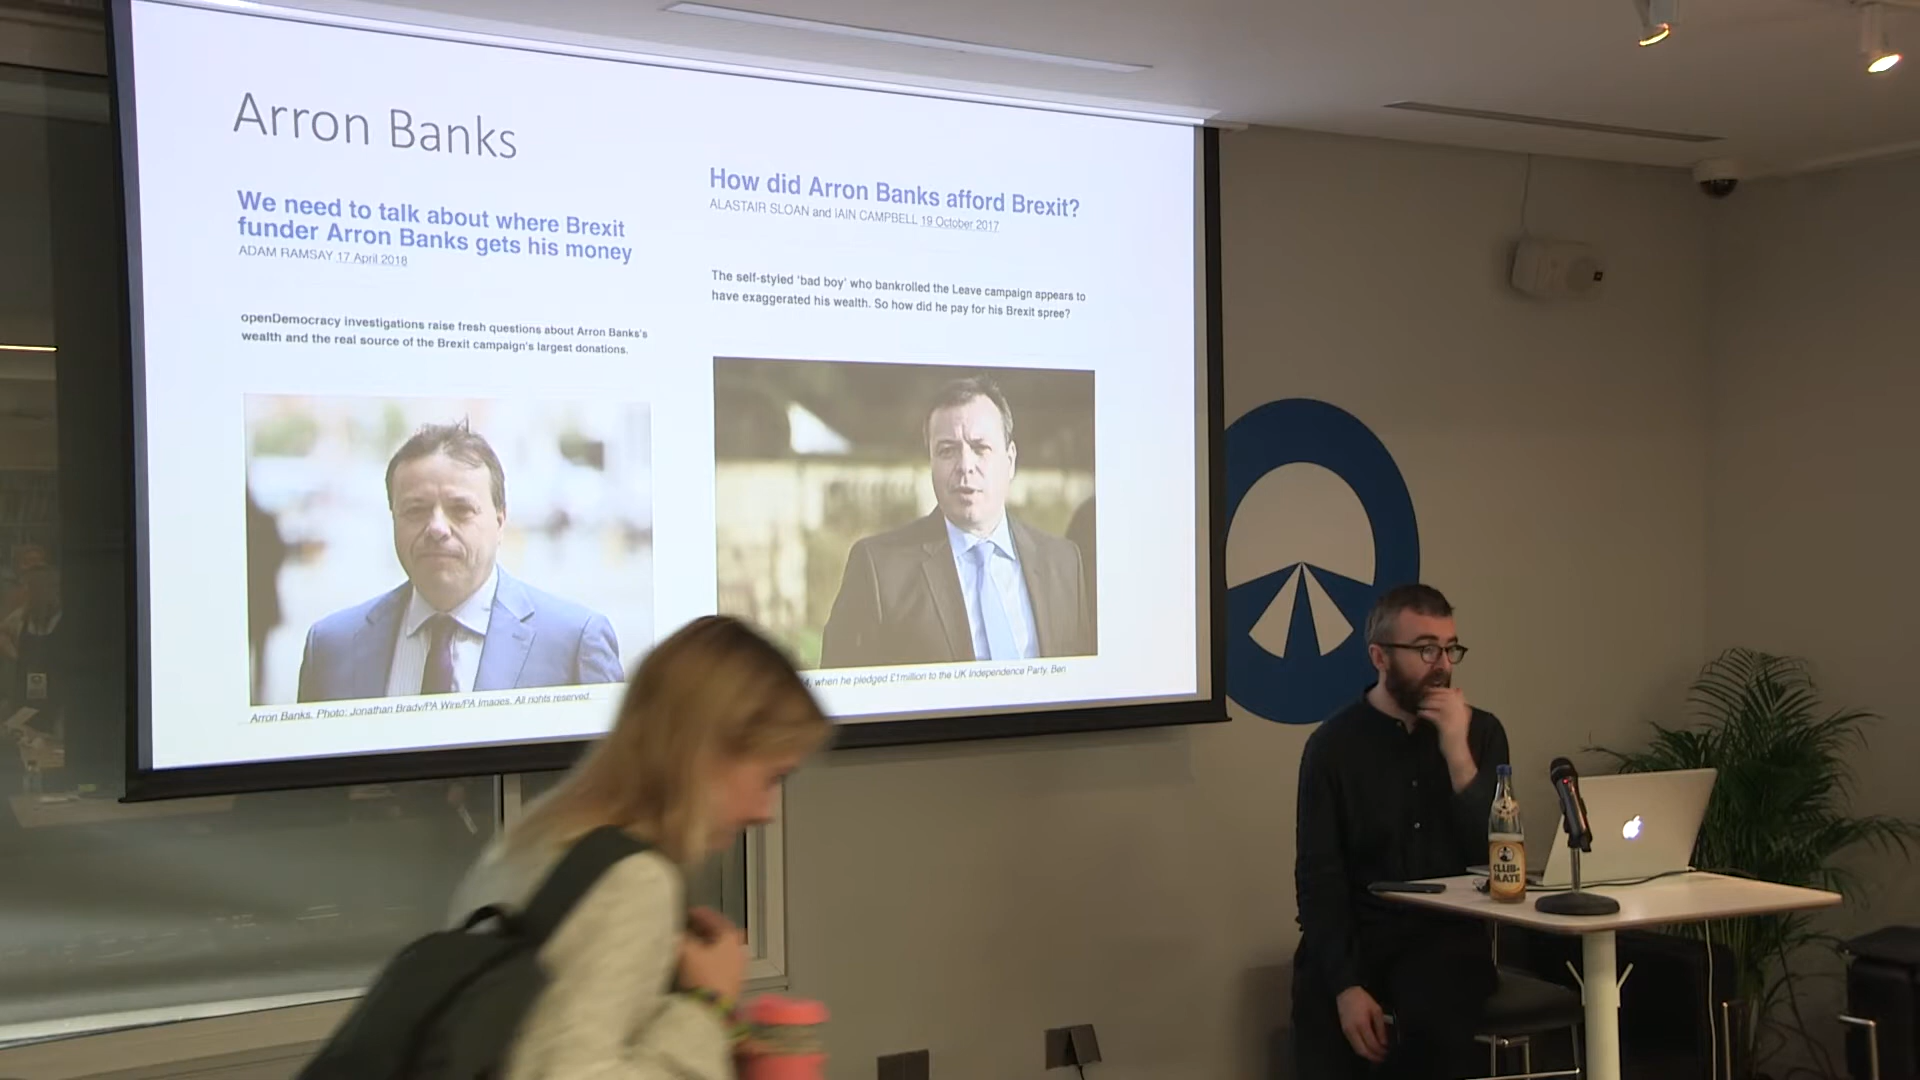 Arron Banks
We need to talk about where Brexit
funder Arron Banks gets his money
ADAM RAMSAY 17 April 2018
openDemocracy investigations raise fresh questions about Arron Banks's
wealth and the real source of the Brexit campaign's largest donations.
Arron Banks. Photo: Jonathan Brady/PA Wire/PA Images. All rights reserved.
How did Arron Banks afford Brexit?
ALASTAIR SLOAN and IAIN CAMPBELL 19 October 2017
The self-styled 'bad boy' who bankrolled the Leave campaign appears to
have exaggerated his wealth. So how did he pay for his Brexit spree?
4, when he pledged £1million to the UK Independence Party. Ben
CLUB-
MATE